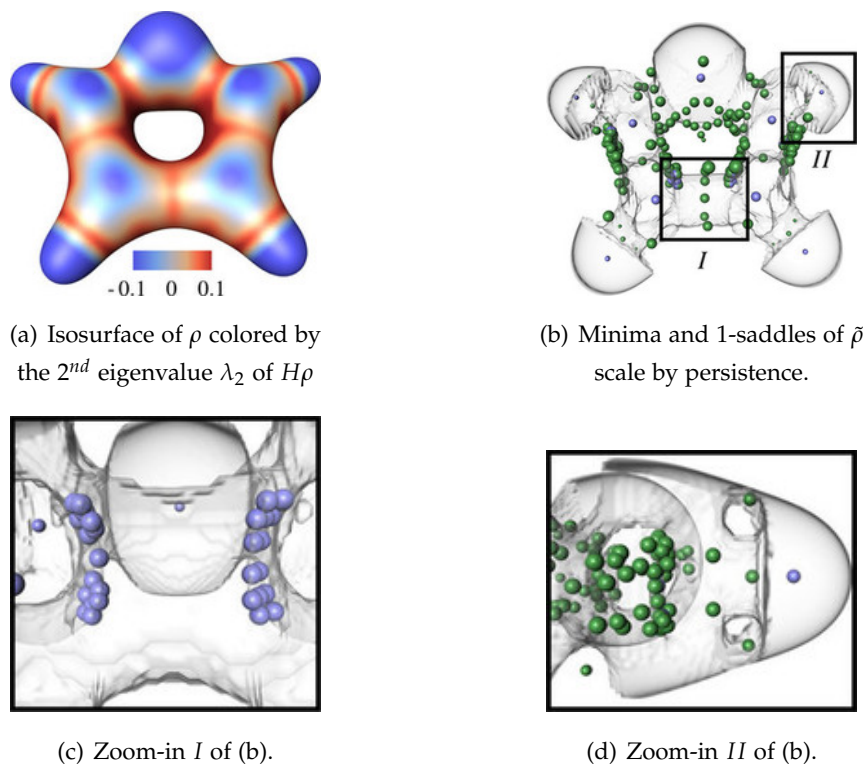 - 0.1 0 0.1
II
I
(a) Isosurface of ρ colored by
the 2nd eigenvalue λ2 of Hρ
(b) Minima and 1-saddles of ρ̃
scale by persistence.
(c) Zoom-in I of (b).
(d) Zoom-in II of (b).